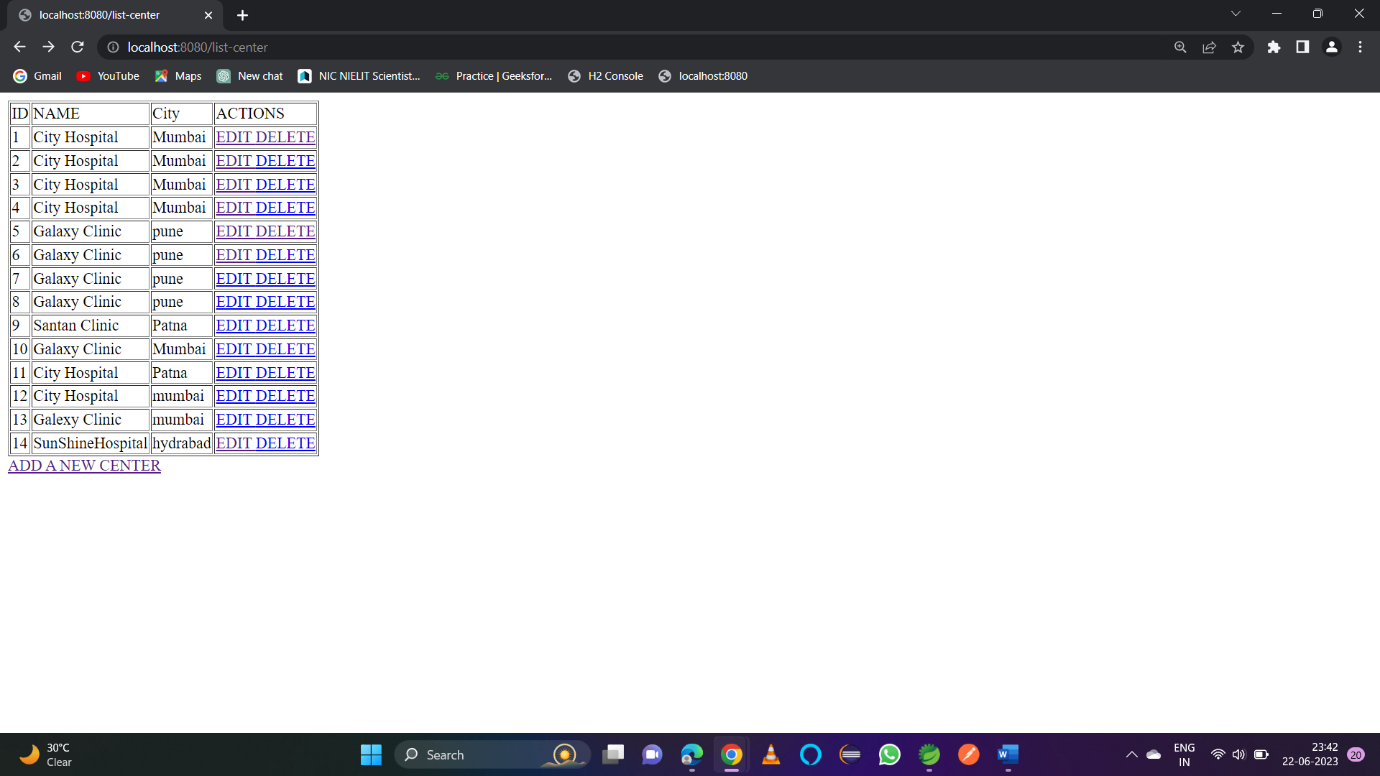 localhost:8080/list-center
localhost:8080/list-center
Gmail YouTube Maps New chat NIC NIELIT Scientist... Practice | Geeksfor... H2 Console localhost:8080
ID NAME City ACTIONS
1 City Hospital Mumbai EDIT DELETE
2 City Hospital Mumbai EDIT DELETE
3 City Hospital Mumbai EDIT DELETE
4 City Hospital Mumbai EDIT DELETE
5 Galaxy Clinic pune EDIT DELETE
6 Galaxy Clinic pune EDIT DELETE
7 Galaxy Clinic pune EDIT DELETE
8 Galaxy Clinic pune EDIT DELETE
9 Santan Clinic Patna EDIT DELETE
10 Galaxy Clinic Mumbai EDIT DELETE
11 City Hospital Patna EDIT DELETE
12 City Hospital mumbai EDIT DELETE
13 Galexy Clinic mumbai EDIT DELETE
14 SunShineHospital hydrabad EDIT DELETE
ADD A NEW CENTER
30°C Search ENG 23:42
Clear IN 22-06-2023 20